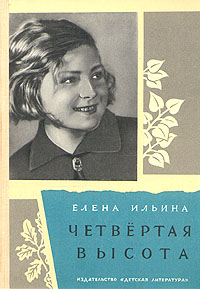 ЕЛЕНА ИЛЬИНА
ЧЕТВЁРТАЯ
ВЫСОТА
ИЗДАТЕЛЬСТВО «ДЕТСКАЯ ЛИТЕРАТУРА»